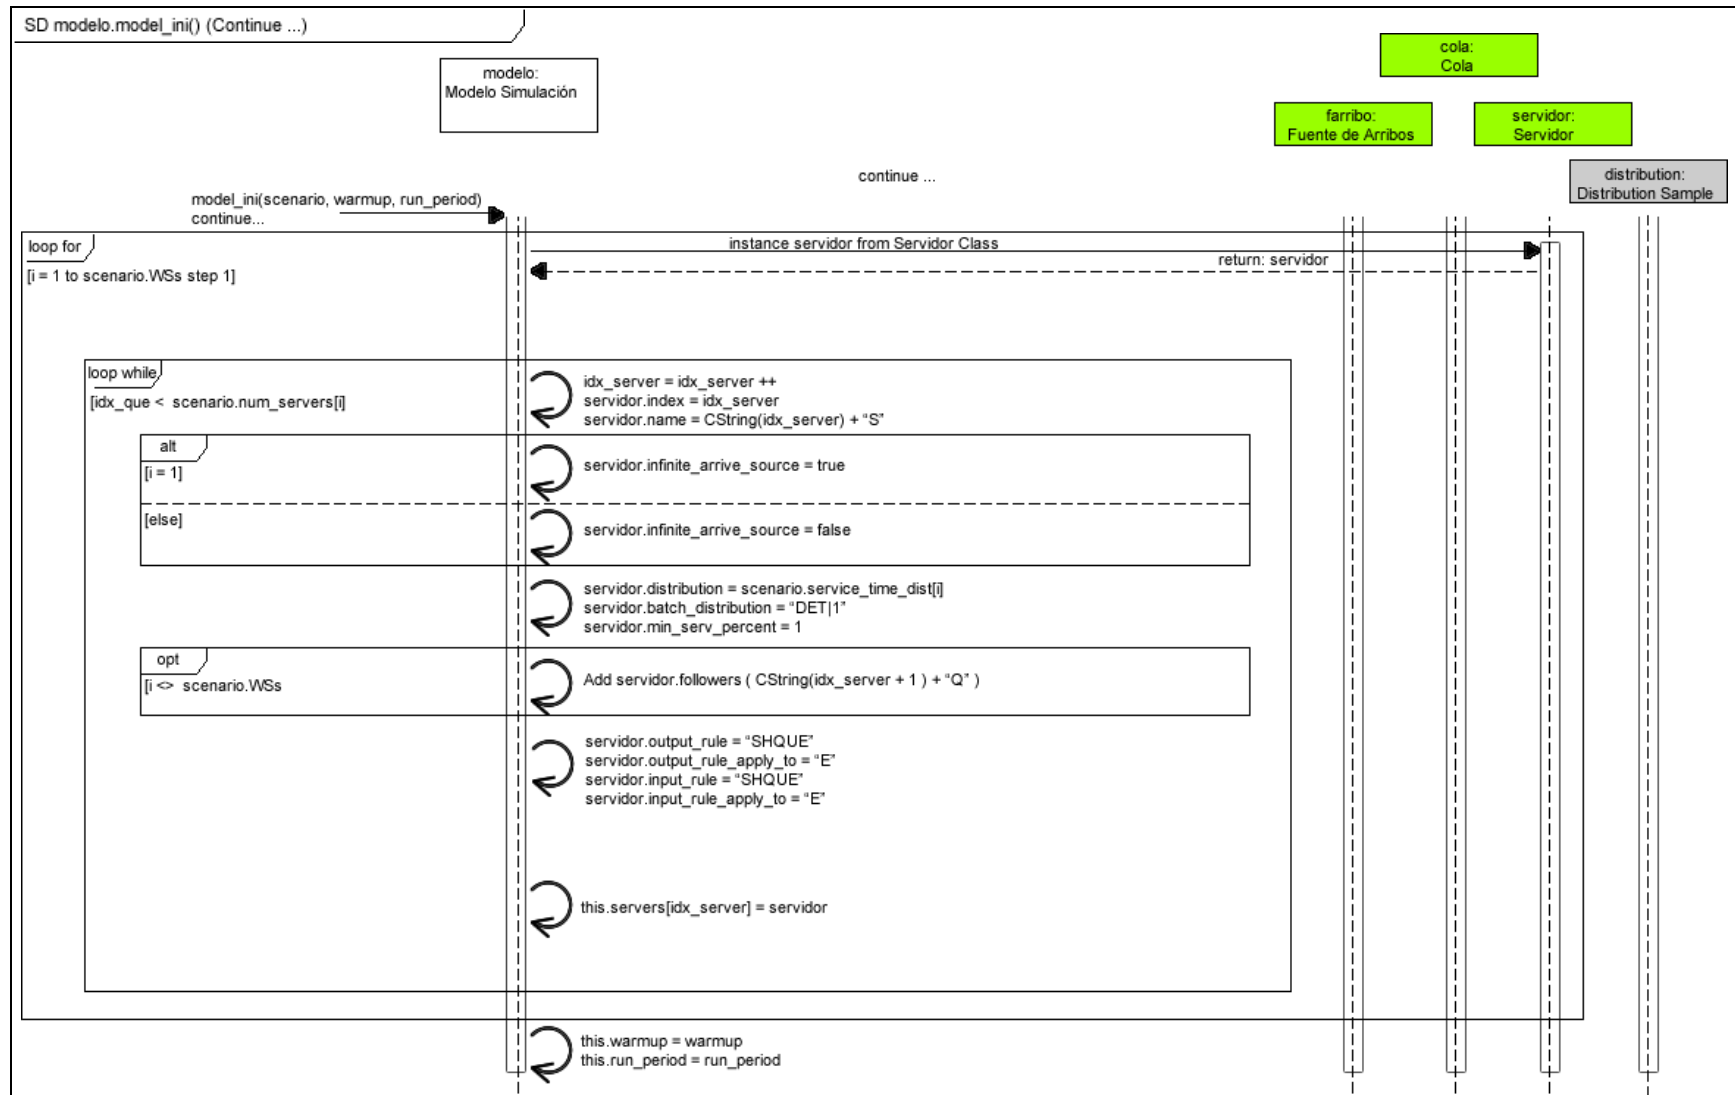 SD modelo.model_ini() (Continue ...)
cola:
Cola
modelo:
Modelo Simulación
farribo:
Fuente de Arribos
servidor:
Servidor
distribution:
Distribution Sample
continue ...
model_ini(scenario, warmup, run_period)
continue...
loop for
[i = 1 to scenario.WSs step 1]
instance servidor from Servidor Class
return: servidor
loop while
[idx_que < scenario.num_servers[i]
idx_server = idx_server ++
servidor.index = idx_server
servidor.name = CString(idx_server) + “S”
alt
[i = 1]
servidor.infinite_arrive_source = true
[else]
servidor.infinite_arrive_source = false
servidor.distribution = scenario.service_time_dist[i]
servidor.batch_distribution = “DET|1”
servidor.min_serv_percent = 1
opt
[i <> scenario.WSs
Add servidor.followers ( CString(idx_server + 1 ) + “Q” )
servidor.output_rule = “SHQUE”
servidor.output_rule_apply_to = “E”
servidor.input_rule = “SHQUE”
servidor.input_rule_apply_to = “E”
this.servers[idx_server] = servidor
this.warmup = warmup
this.run_period = run_period